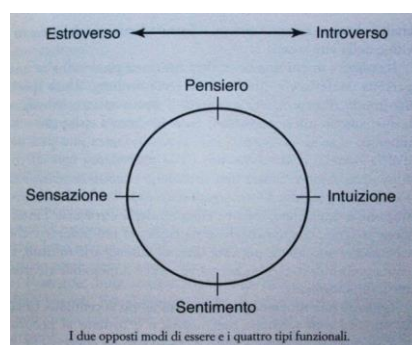 Estroverso Introverso
Pensiero
Sensazione Intuizione
Sentimento
I due opposti modi di essere e i quattro tipi funzionali.